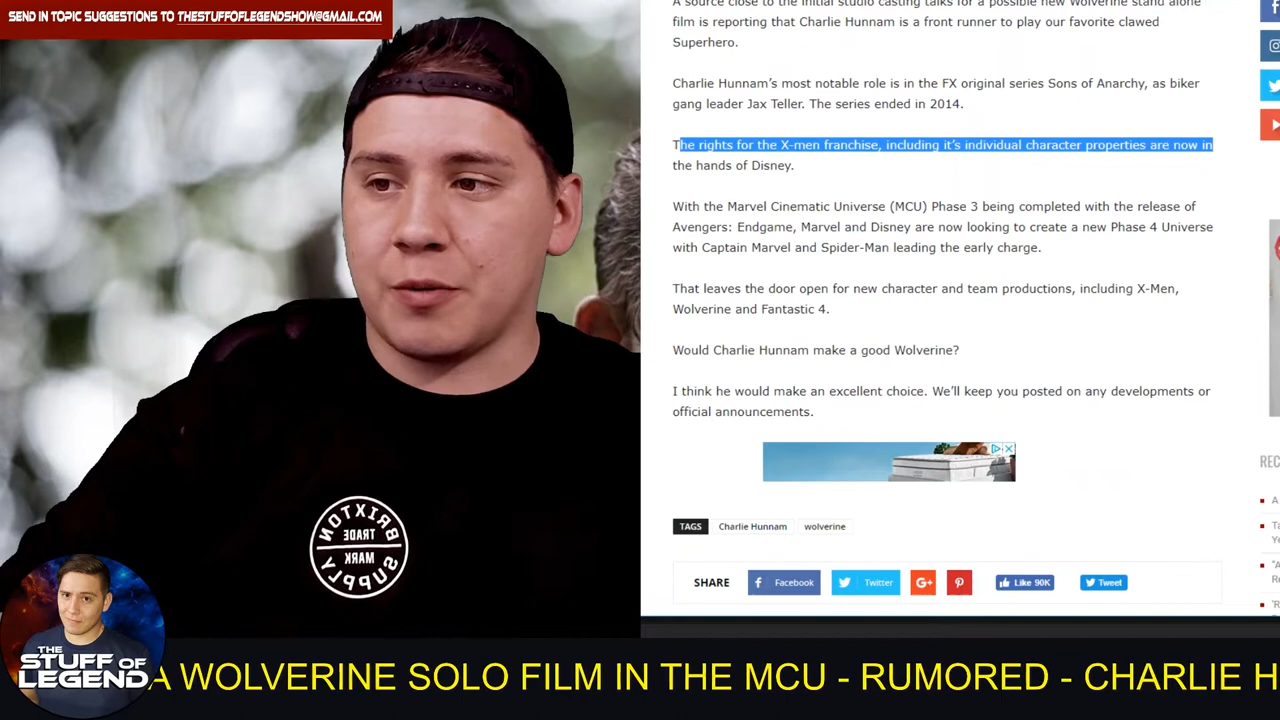 SEND IN TOPIC SUGGESTIONS TO THESTUFFOFLEGENDSHOW@GMAIL.COM
A source close to the initial studio casting talks for a possible new Wolverine stand alone
film is reporting that Charlie Hunnam is a front runner to play our favorite clawed
Superhero.
Charlie Hunnam's most notable role is in the FX original series Sons of Anarchy, as biker
gang leader Jax Teller. The series ended in 2014.
The rights for the X-men franchise, including it's individual character properties are now in
the hands of Disney.
With the Marvel Cinematic Universe (MCU) Phase 3 being completed with the release of
Avengers: Endgame, Marvel and Disney are now looking to create a new Phase 4 Universe
with Captain Marvel and Spider-Man leading the early charge.
That leaves the door open for new character and team productions, including X-Men,
Wolverine and Fantastic 4.
Would Charlie Hunnam make a good Wolverine?
I think he would make an excellent choice. We'll keep you posted on any developments or
official announcements.
TAGS Charlie Hunnam wolverine
SHARE Facebook Twitter G+ Like 90K Tweet
REC
A
Ta
Ye
"A
Re
'R
BRIXTON
TRADE
MARK
SUPPLY
THE
STUFF OF
LEGEND
A WOLVERINE SOLO FILM IN THE MCU - RUMORED - CHARLIE H